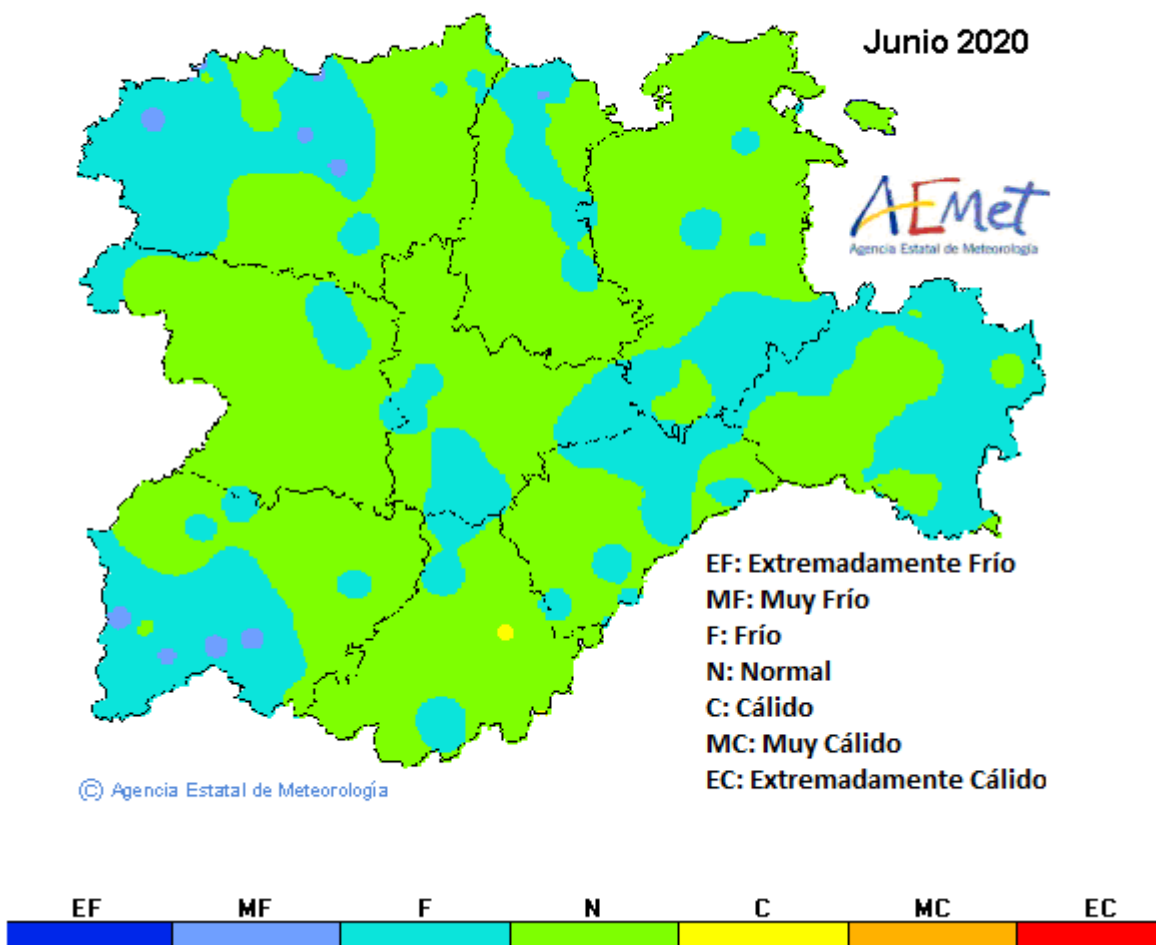 Junio 2020
AEMet
Agencia Estatal de Meteorología
EF: Extremadamente Frío
MF: Muy Frío
F: Frío
N: Normal
C: Cálido
MC: Muy Cálido
EC: Extremadamente Cálido
© Agencia Estatal de Meteorología
EF MF F N C MC EC